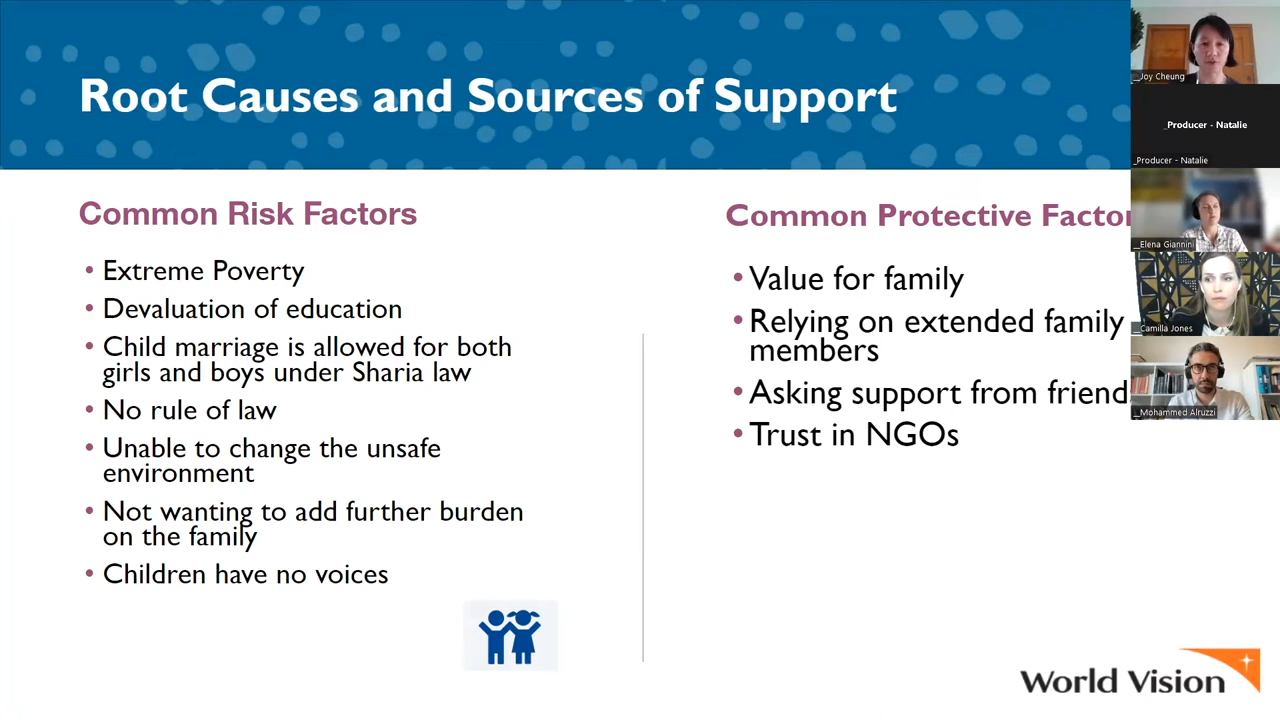 Root Causes and Sources of Support
Common Risk Factors
• Extreme Poverty
• Devaluation of education
• Child marriage is allowed for both
girls and boys under Sharia law
• No rule of law
• Unable to change the unsafe
environment
• Not wanting to add further burden
on the family
• Children have no voices
Common Protective Factor
• Value for family
• Relying on extended family
members
• Asking support from friend
• Trust in NGOs
World Vision
_Joy Cheung
_Producer - Natalie
_Producer - Natalie
_Elena Giannini
_Camilla Jones
_Mohammed Alruzzi